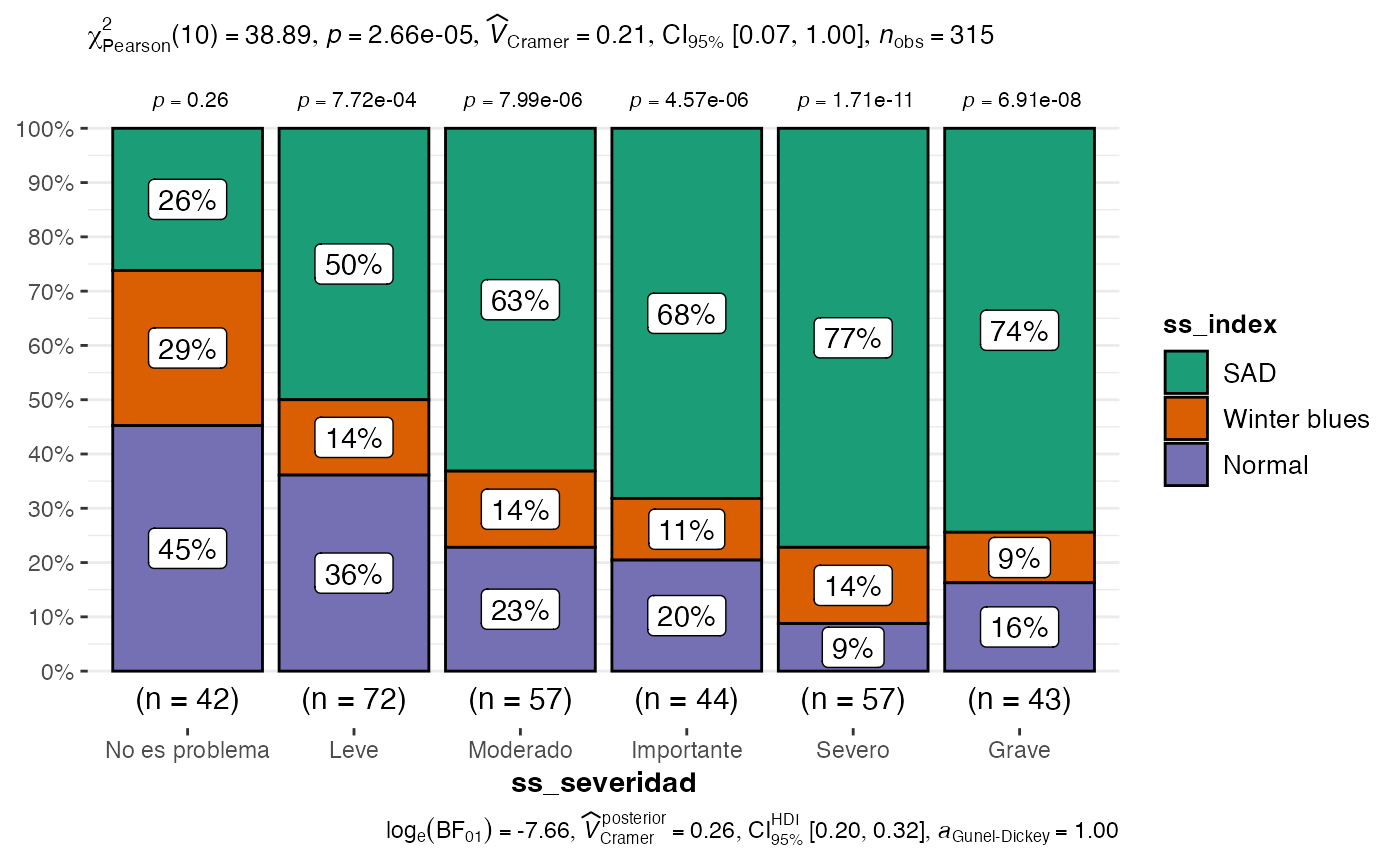 χ²Pearson(10) = 38.89, p = 2.66e-05, V̂Cramer = 0.21, CI95% [0.07, 1.00], nobs = 315
p = 0.26 p = 7.72e-04 p = 7.99e-06 p = 4.57e-06 p = 1.71e-11 p = 6.91e-08
100%
90%
80%
70%
60%
50%
40%
30%
20%
10%
0%
26% 50% 63% 68% 77% 74%
29% 14% 14% 11% 14% 9%
45% 36% 23% 20% 9% 16%
(n = 42) (n = 72) (n = 57) (n = 44) (n = 57) (n = 43)
No es problema Leve Moderado Importante Severo Grave
ss_severidad
ss_index
SAD
Winter blues
Normal
loge(BF01) = -7.66, V̂Cramer posterior = 0.26, CI95% HDI [0.20, 0.32], aGunel-Dickey = 1.00